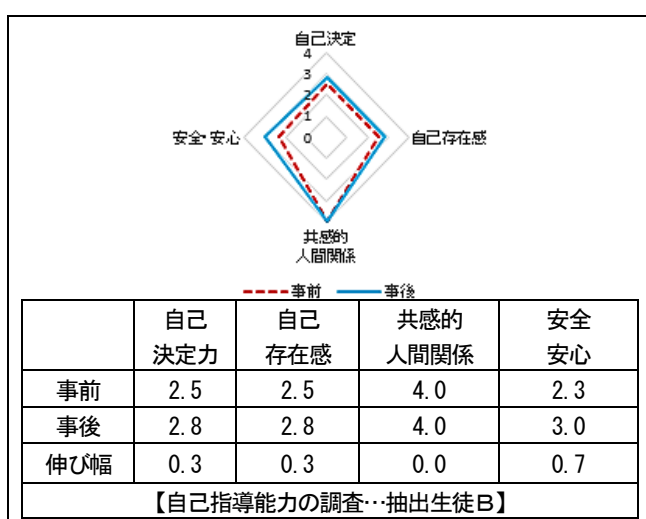 自己決定
4
3
2
1
0
安全・安心
自己存在感
共感的
人間関係
事前 事後
自己 自己 共感的 安全
決定力 存在感 人間関係 安心
事前 2.5 2.5 4.0 2.3
事後 2.8 2.8 4.0 3.0
伸び幅 0.3 0.3 0.0 0.7
【自己指導能力の調査…抽出生徒B】